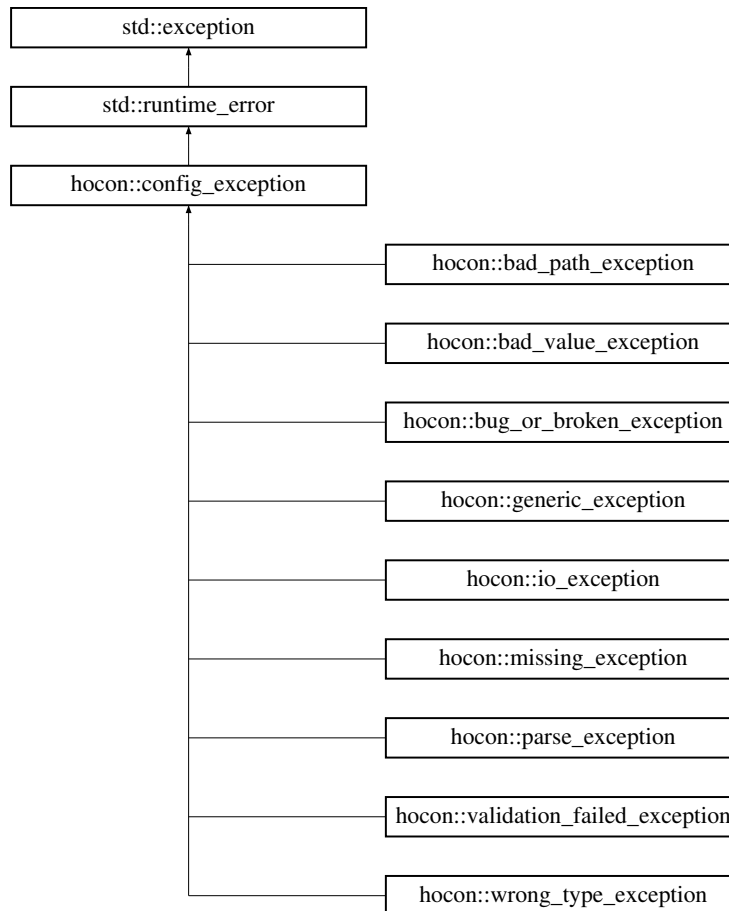 std::exception
std::runtime_error
hocon::config_exception
hocon::bad_path_exception
hocon::bad_value_exception
hocon::bug_or_broken_exception
hocon::generic_exception
hocon::io_exception
hocon::missing_exception
hocon::parse_exception
hocon::validation_failed_exception
hocon::wrong_type_exception